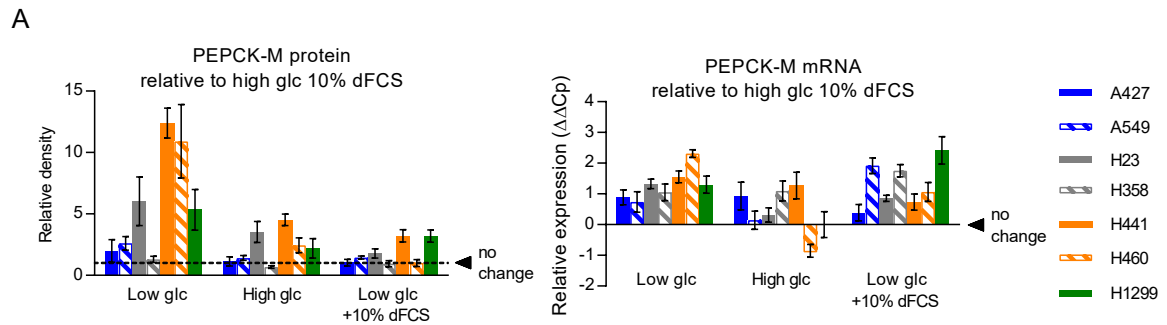 A
PEPCK-M protein
relative to high glc 10% dFCS
Relative density
15
10
5
0
Low glc
High glc
Low glc
+10% dFCS
no
change
PEPCK-M mRNA
relative to high glc 10% dFCS
Relative expression (ΔΔCp)
4
3
2
1
0
-1
-2
Low glc
High glc
Low glc
+10% dFCS
no
change
A427
A549
H23
H358
H441
H460
H1299